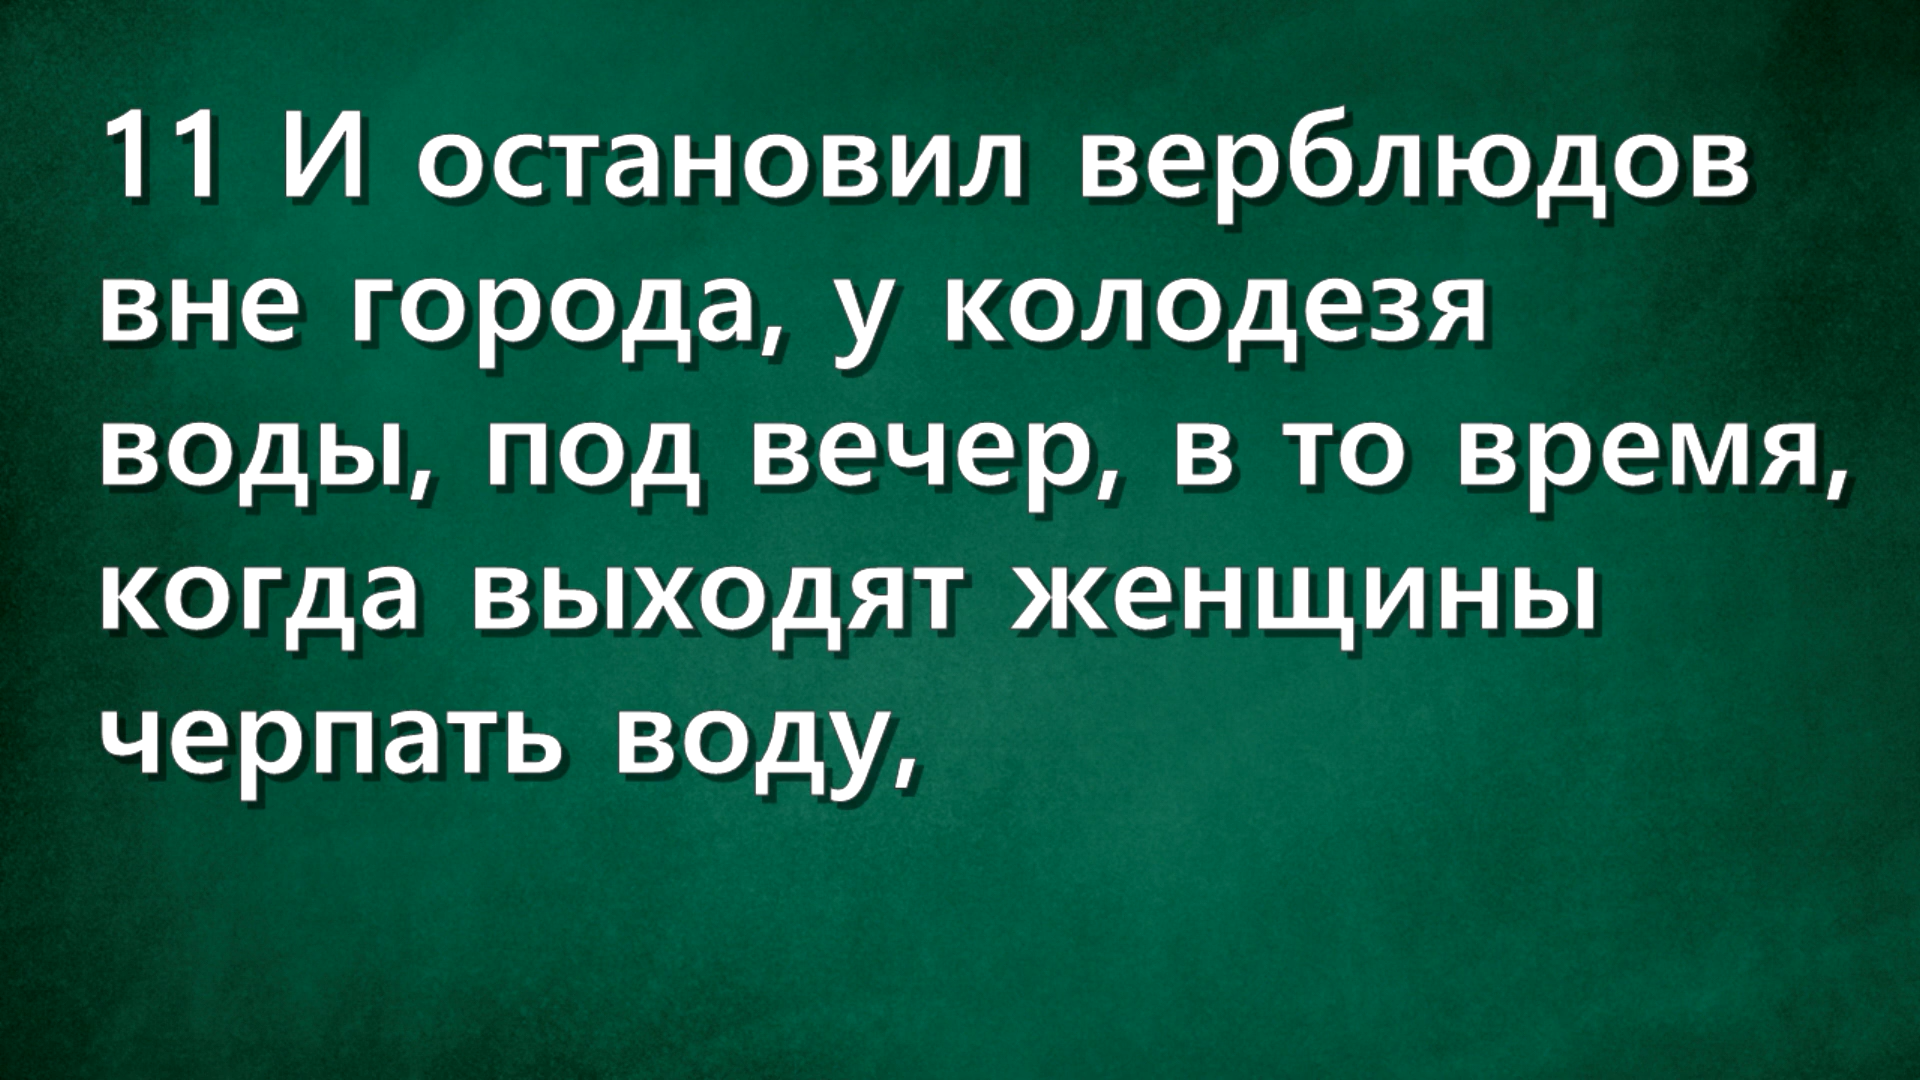 11 И остановил верблюдов
вне города, у колодезя
воды, под вечер, в то время,
когда выходят женщины
черпать воду,